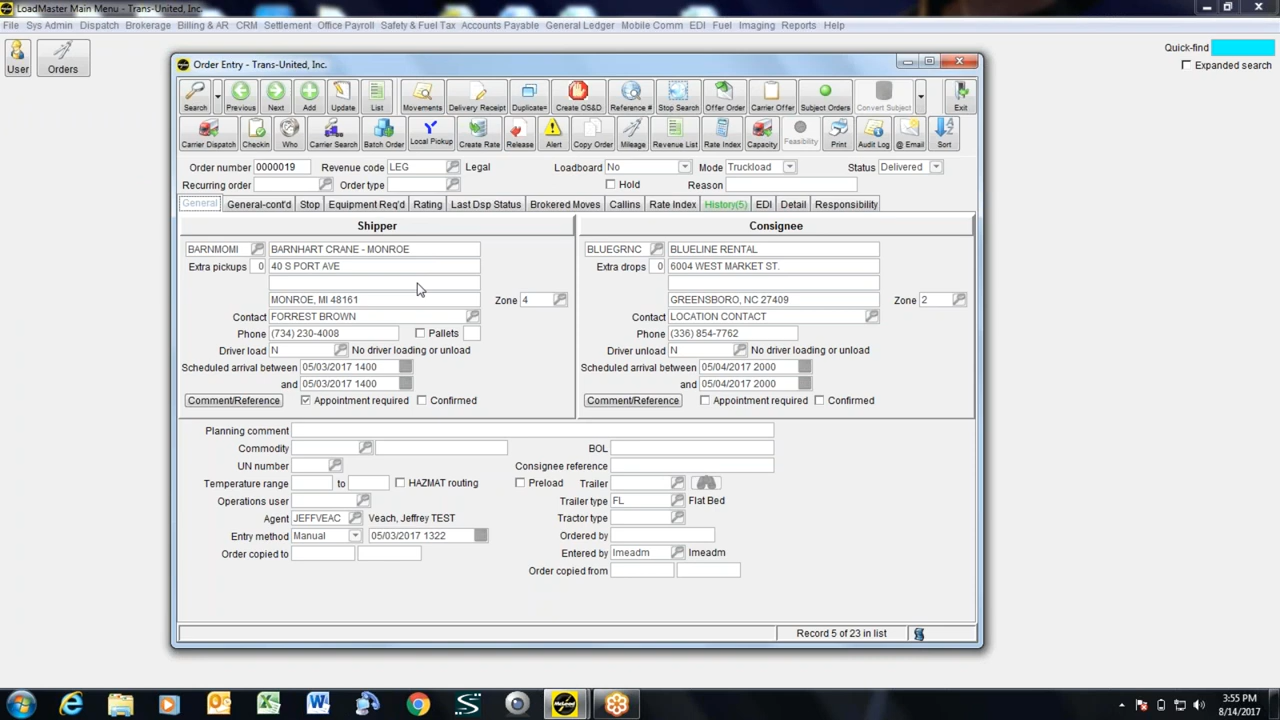 LoadMaster Main Menu - Trans-United, Inc.
File Sys Admin Dispatch Brokerage Billing & AR CRM Settlement Office Payroll Safety & Fuel Tax Accounts Payable General Ledger Mobile Comm EDI Fuel Imaging Reports Help
User Orders
Quick-find
Expanded search
Order Entry - Trans-United, Inc.
Search Previous Next Add Update List Movements Delivery Receipt Duplicate= Create OS&D Reference # Stop Search Offer Order Carrier Offer Subject Orders Convert Subject Exit
Carrier Dispatch Checkin Who Carrier Search Batch Order Local Pickup Create Rate Release Alert Copy Order Mileage Revenue List Rate Index Capacity Feasibility Print Audit Log @ Email Sort
Order number 0000019 Revenue code LEG Legal Loadboard No Mode Truckload Status Delivered
Recurring order Order type Hold Reason
General General-cont'd Stop Equipment Req'd Rating Last Dsp Status Brokered Moves Callins Rate Index History(5) EDI Detail Responsibility
Shipper Consignee
BARNMOMI BARNHART CRANE - MONROE BLUEGRNC BLUELINE RENTAL
Extra pickups 0 40 S PORT AVE Extra drops 0 6004 WEST MARKET ST.
MONROE, MI 48161 Zone 4 GREENSBORO, NC 27409 Zone 2
Contact FORREST BROWN Contact LOCATION CONTACT
Phone (734) 230-4008 Pallets Phone (336) 854-7762
Driver load N No driver loading or unload Driver unload N No driver loading or unload
Scheduled arrival between 05/03/2017 1400 Scheduled arrival between 05/04/2017 2000
and 05/03/2017 1400 and 05/04/2017 2000
Comment/Reference Appointment required Confirmed Comment/Reference Appointment required Confirmed
Planning comment
Commodity BOL
UN number Consignee reference
Temperature range to HAZMAT routing Preload Trailer
Operations user Trailer type FL Flat Bed
Agent JEFFVEAC Veach, Jeffrey TEST Tractor type
Entry method Manual 05/03/2017 1322 Ordered by
Order copied to Entered by lmeadm lmeadm
Order copied from
Record 5 of 23 in list
3:55 PM
8/14/2017